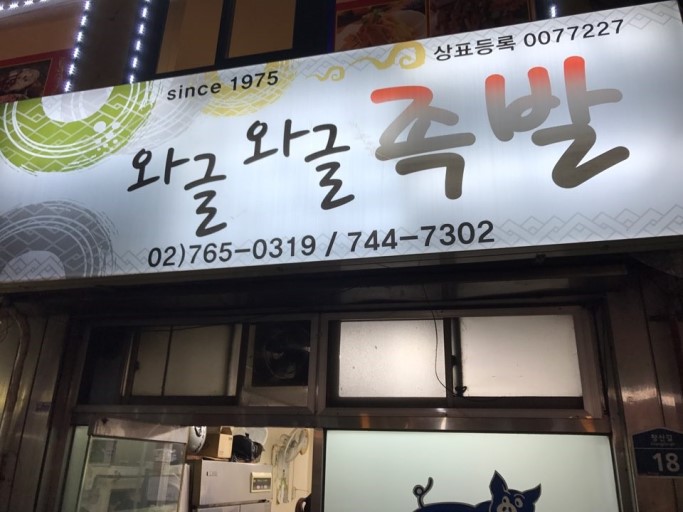 상표등록 0077227
since 1975
와글와글 족발
02)765-0319 / 744-7302
18